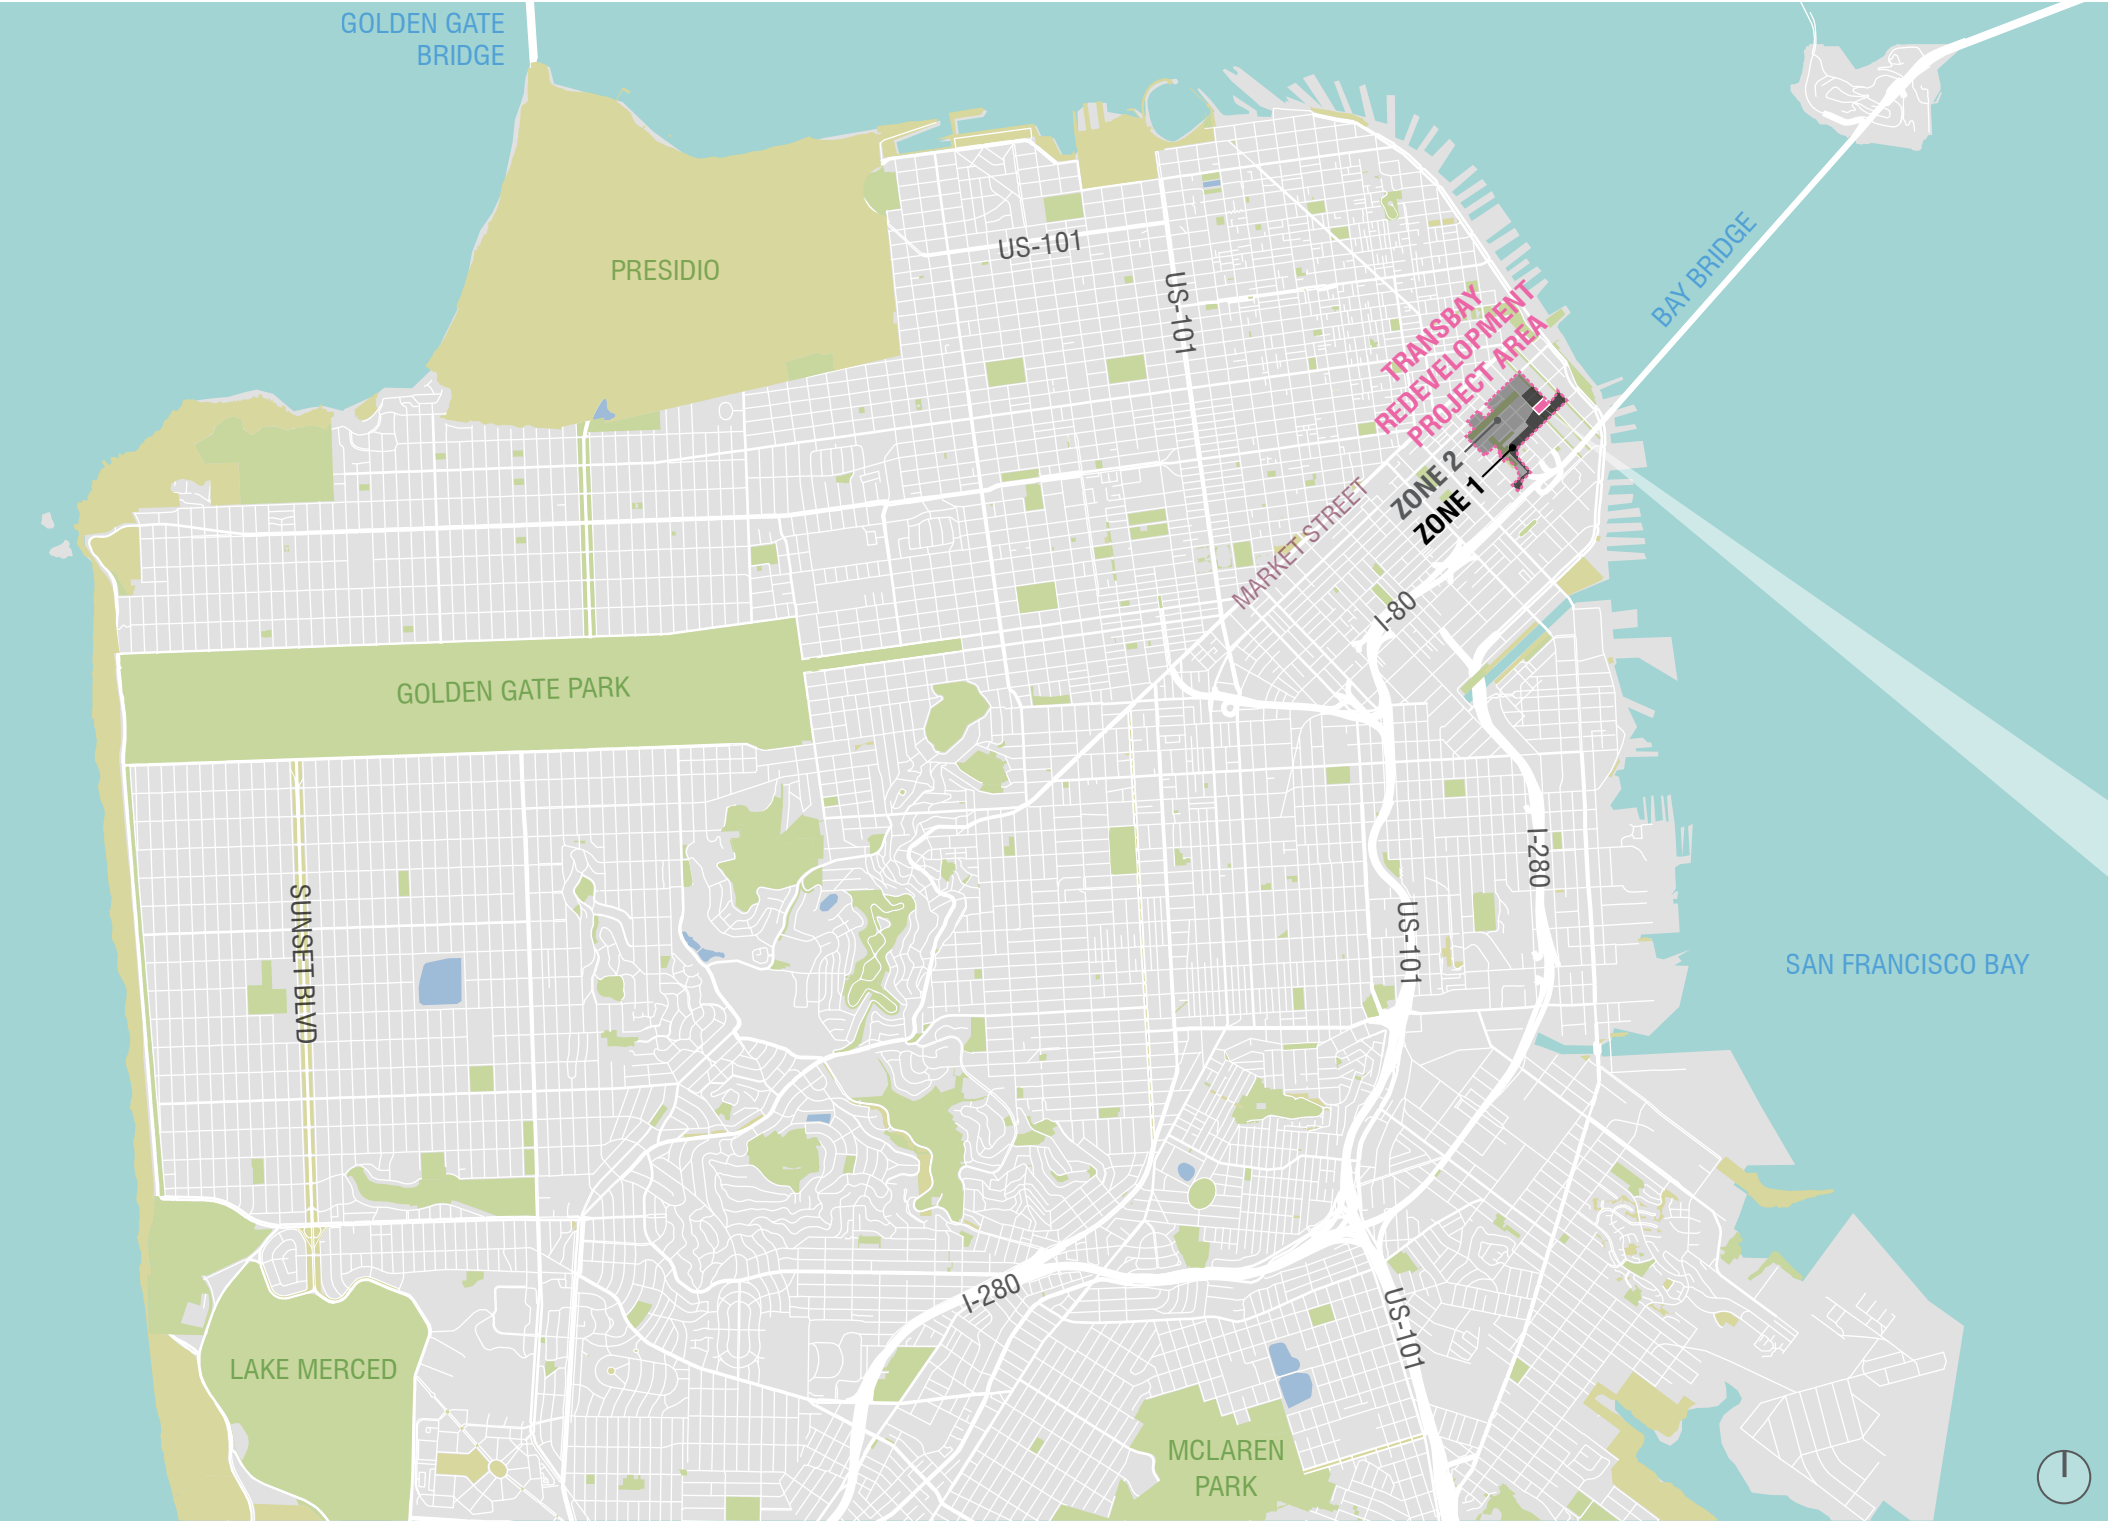 GOLDEN GATE
BRIDGE
PRESIDIO
US-101
US-101
BAY BRIDGE
TRANSBAY
REDEVELOPMENT
PROJECT AREA
ZONE 2
ZONE 1
MARKET STREET
I-80
GOLDEN GATE PARK
I-280
SUNSET BLVD
US-101
SAN FRANCISCO BAY
I-280
US-101
LAKE MERCED
MCLAREN
PARK